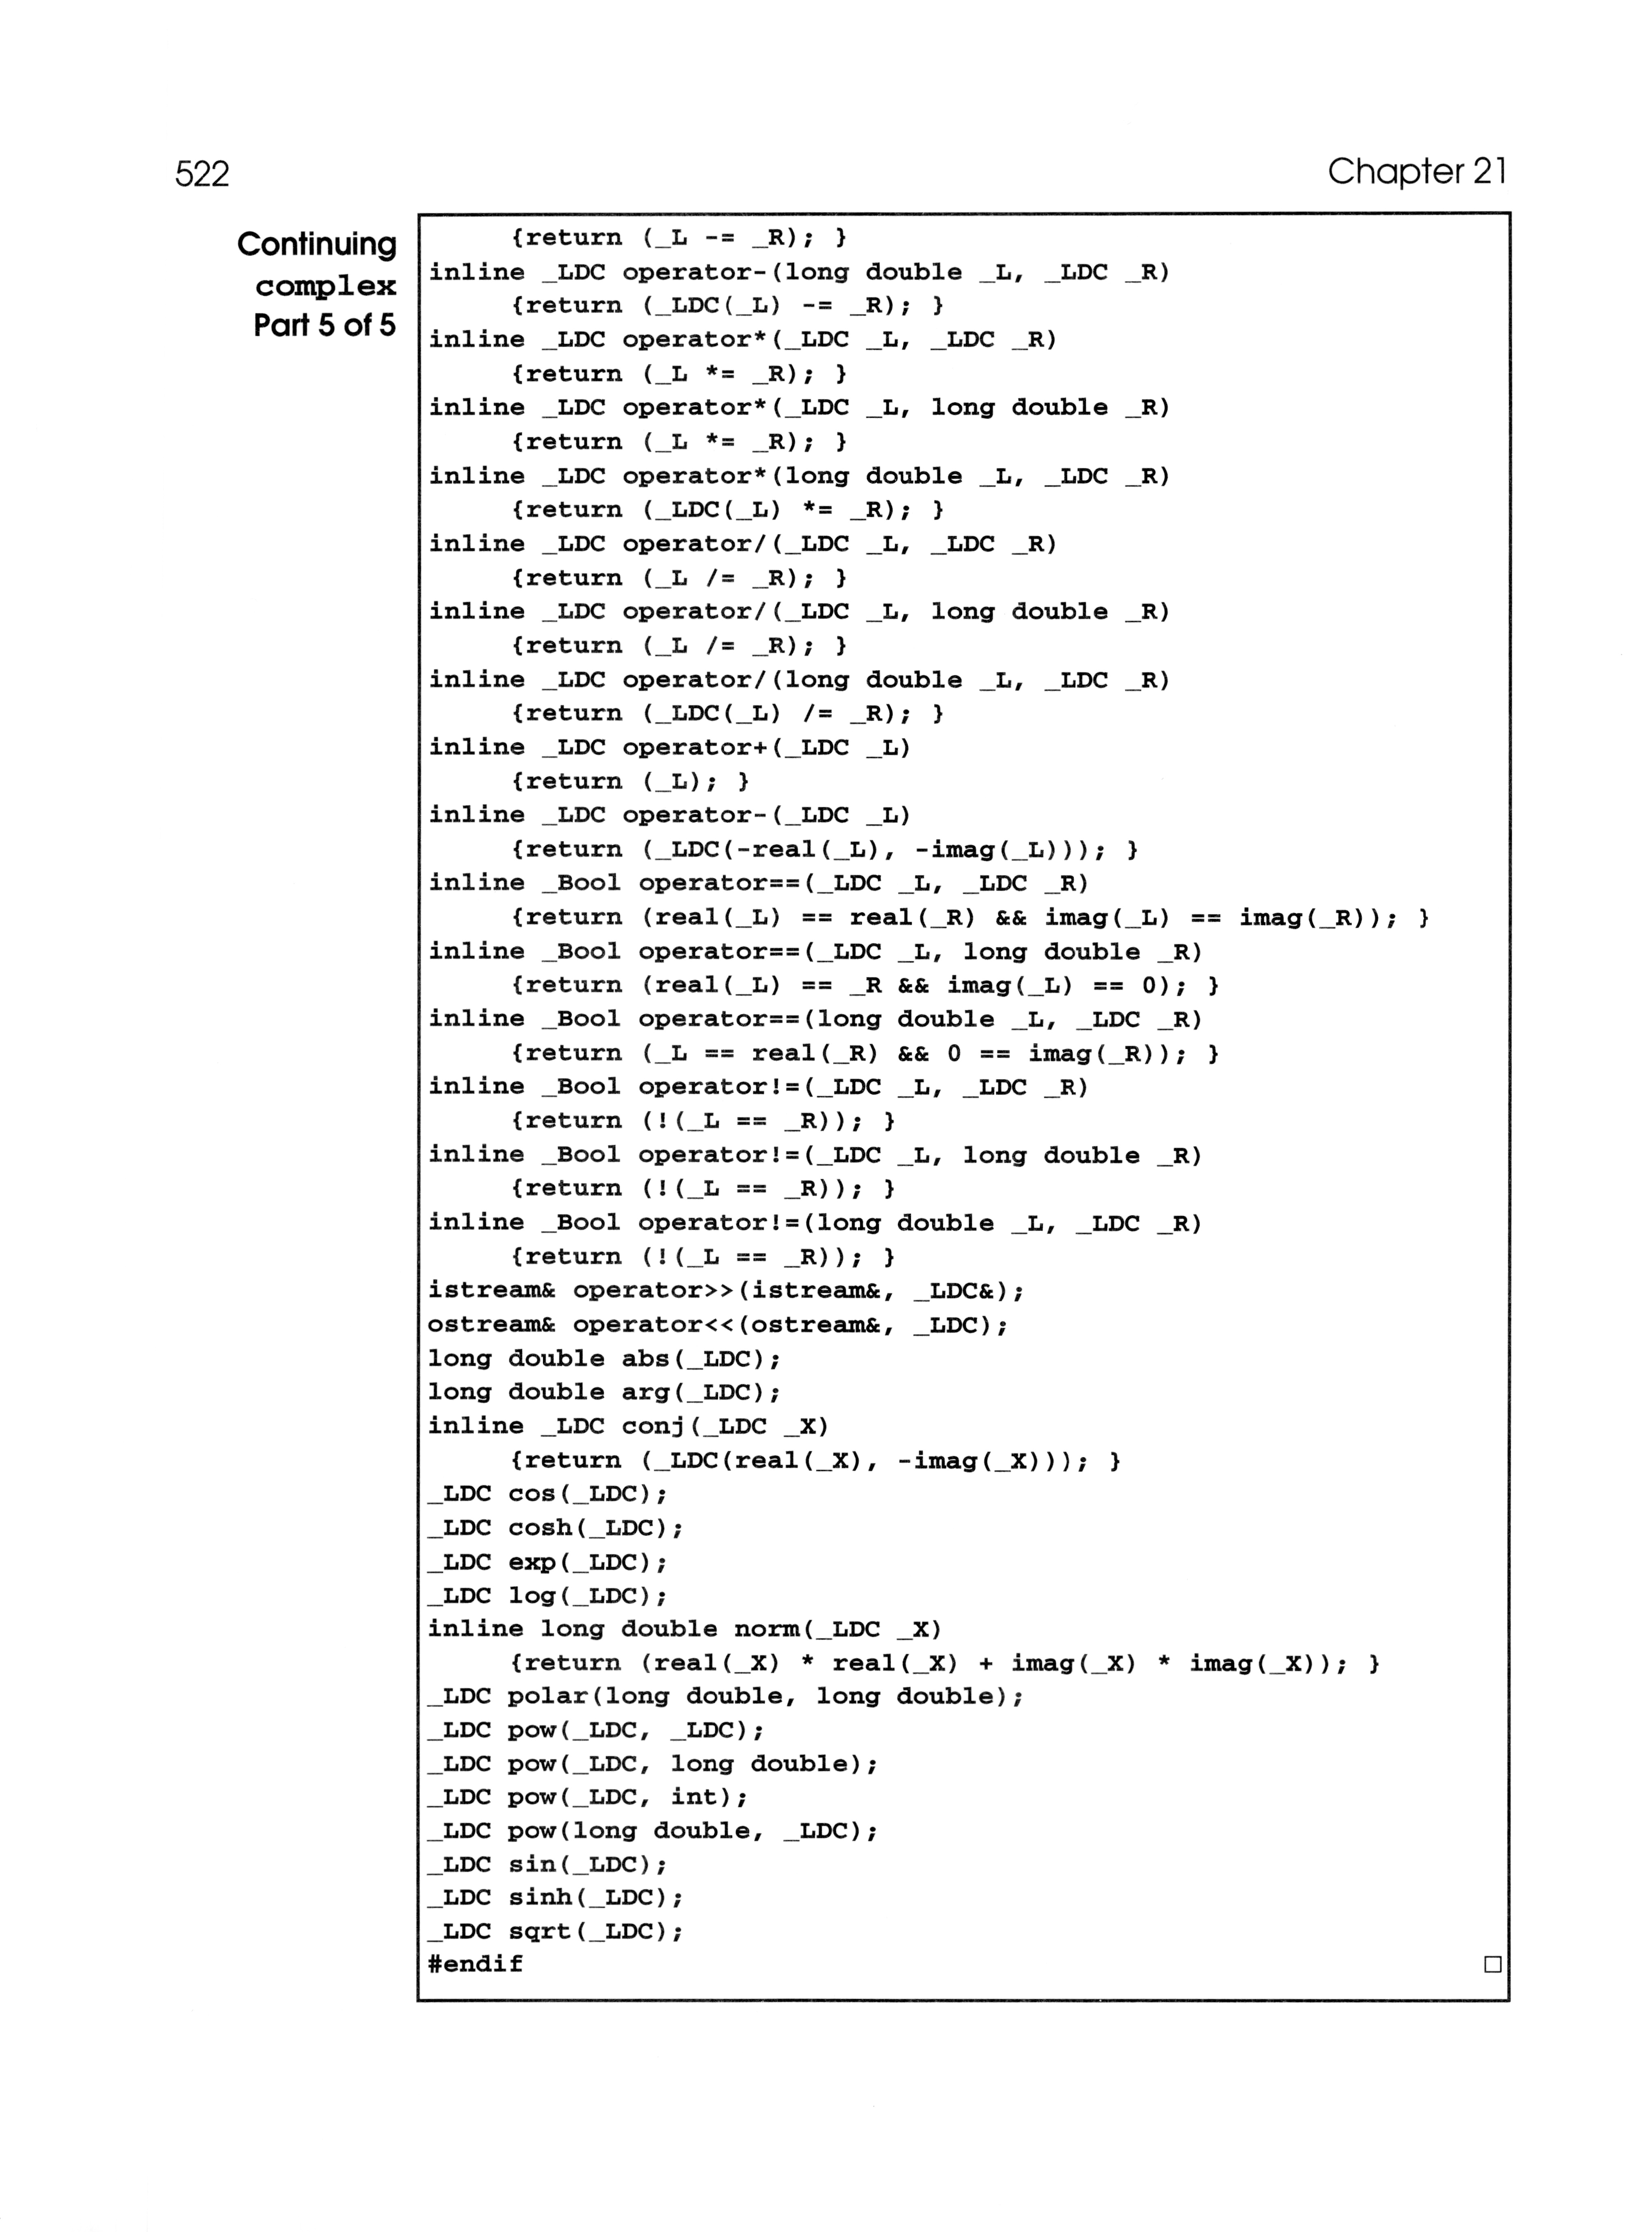 522
Chapter 21
Continuing
complex
Part 5 of 5
{return (_L -= _R); }
inline _LDC operator-(long double _L, _LDC _R)
{return (_LDC(_L) -= _R); }
inline _LDC operator*(_LDC _L, _LDC _R)
{return (_L *= _R); }
inline _LDC operator*(_LDC _L, long double _R)
{return (_L *= _R); }
inline _LDC operator*(long double _L, _LDC _R)
{return (_LDC(_L) *= _R); }
inline _LDC operator/(_LDC _L, _LDC _R)
{return (_L /= _R); }
inline _LDC operator/(_LDC _L, long double _R)
{return (_L /= _R); }
inline _LDC operator/(long double _L, _LDC _R)
{return (_LDC(_L) /= _R); }
inline _LDC operator+(_LDC _L)
{return (_L); }
inline _LDC operator-(_LDC _L)
{return (_LDC(-real(_L), -imag(_L))); }
inline _Bool operator==(_LDC _L, _LDC _R)
{return (real(_L) == real(_R) && imag(_L) == imag(_R)); }
inline _Bool operator==(_LDC _L, long double _R)
{return (real(_L) == _R && imag(_L) == 0); }
inline _Bool operator==(long double _L, _LDC _R)
{return (_L == real(_R) && 0 == imag(_R)); }
inline _Bool operator!=(_LDC _L, _LDC _R)
{return (!(_L == _R)); }
inline _Bool operator!=(_LDC _L, long double _R)
{return (!(_L == _R)); }
inline _Bool operator!=(long double _L, _LDC _R)
{return (!(_L == _R)); }
istream& operator>>(istream&, _LDC&);
ostream& operator<<(ostream&, _LDC);
long double abs(_LDC);
long double arg(_LDC);
inline _LDC conj(_LDC _X)
{return (_LDC(real(_X), -imag(_X))); }
_LDC cos(_LDC);
_LDC cosh(_LDC);
_LDC exp(_LDC);
_LDC log(_LDC);
inline long double norm(_LDC _X)
{return (real(_X) * real(_X) + imag(_X) * imag(_X)); }
_LDC polar(long double, long double);
_LDC pow(_LDC, _LDC);
_LDC pow(_LDC, long double);
_LDC pow(_LDC, int);
_LDC pow(long double, _LDC);
_LDC sin(_LDC);
_LDC sinh(_LDC);
_LDC sqrt(_LDC);
#endif □